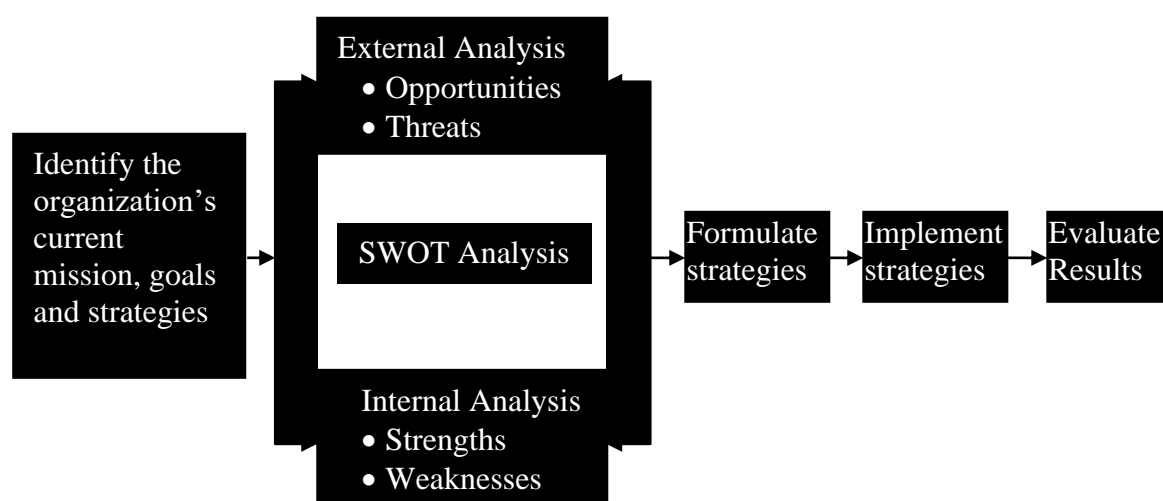 Identify the
organization’s
current
mission, goals
and strategies
External Analysis
• Opportunities
• Threats
SWOT Analysis
Internal Analysis
• Strengths
• Weaknesses
Formulate
strategies
Implement
strategies
Evaluate
Results